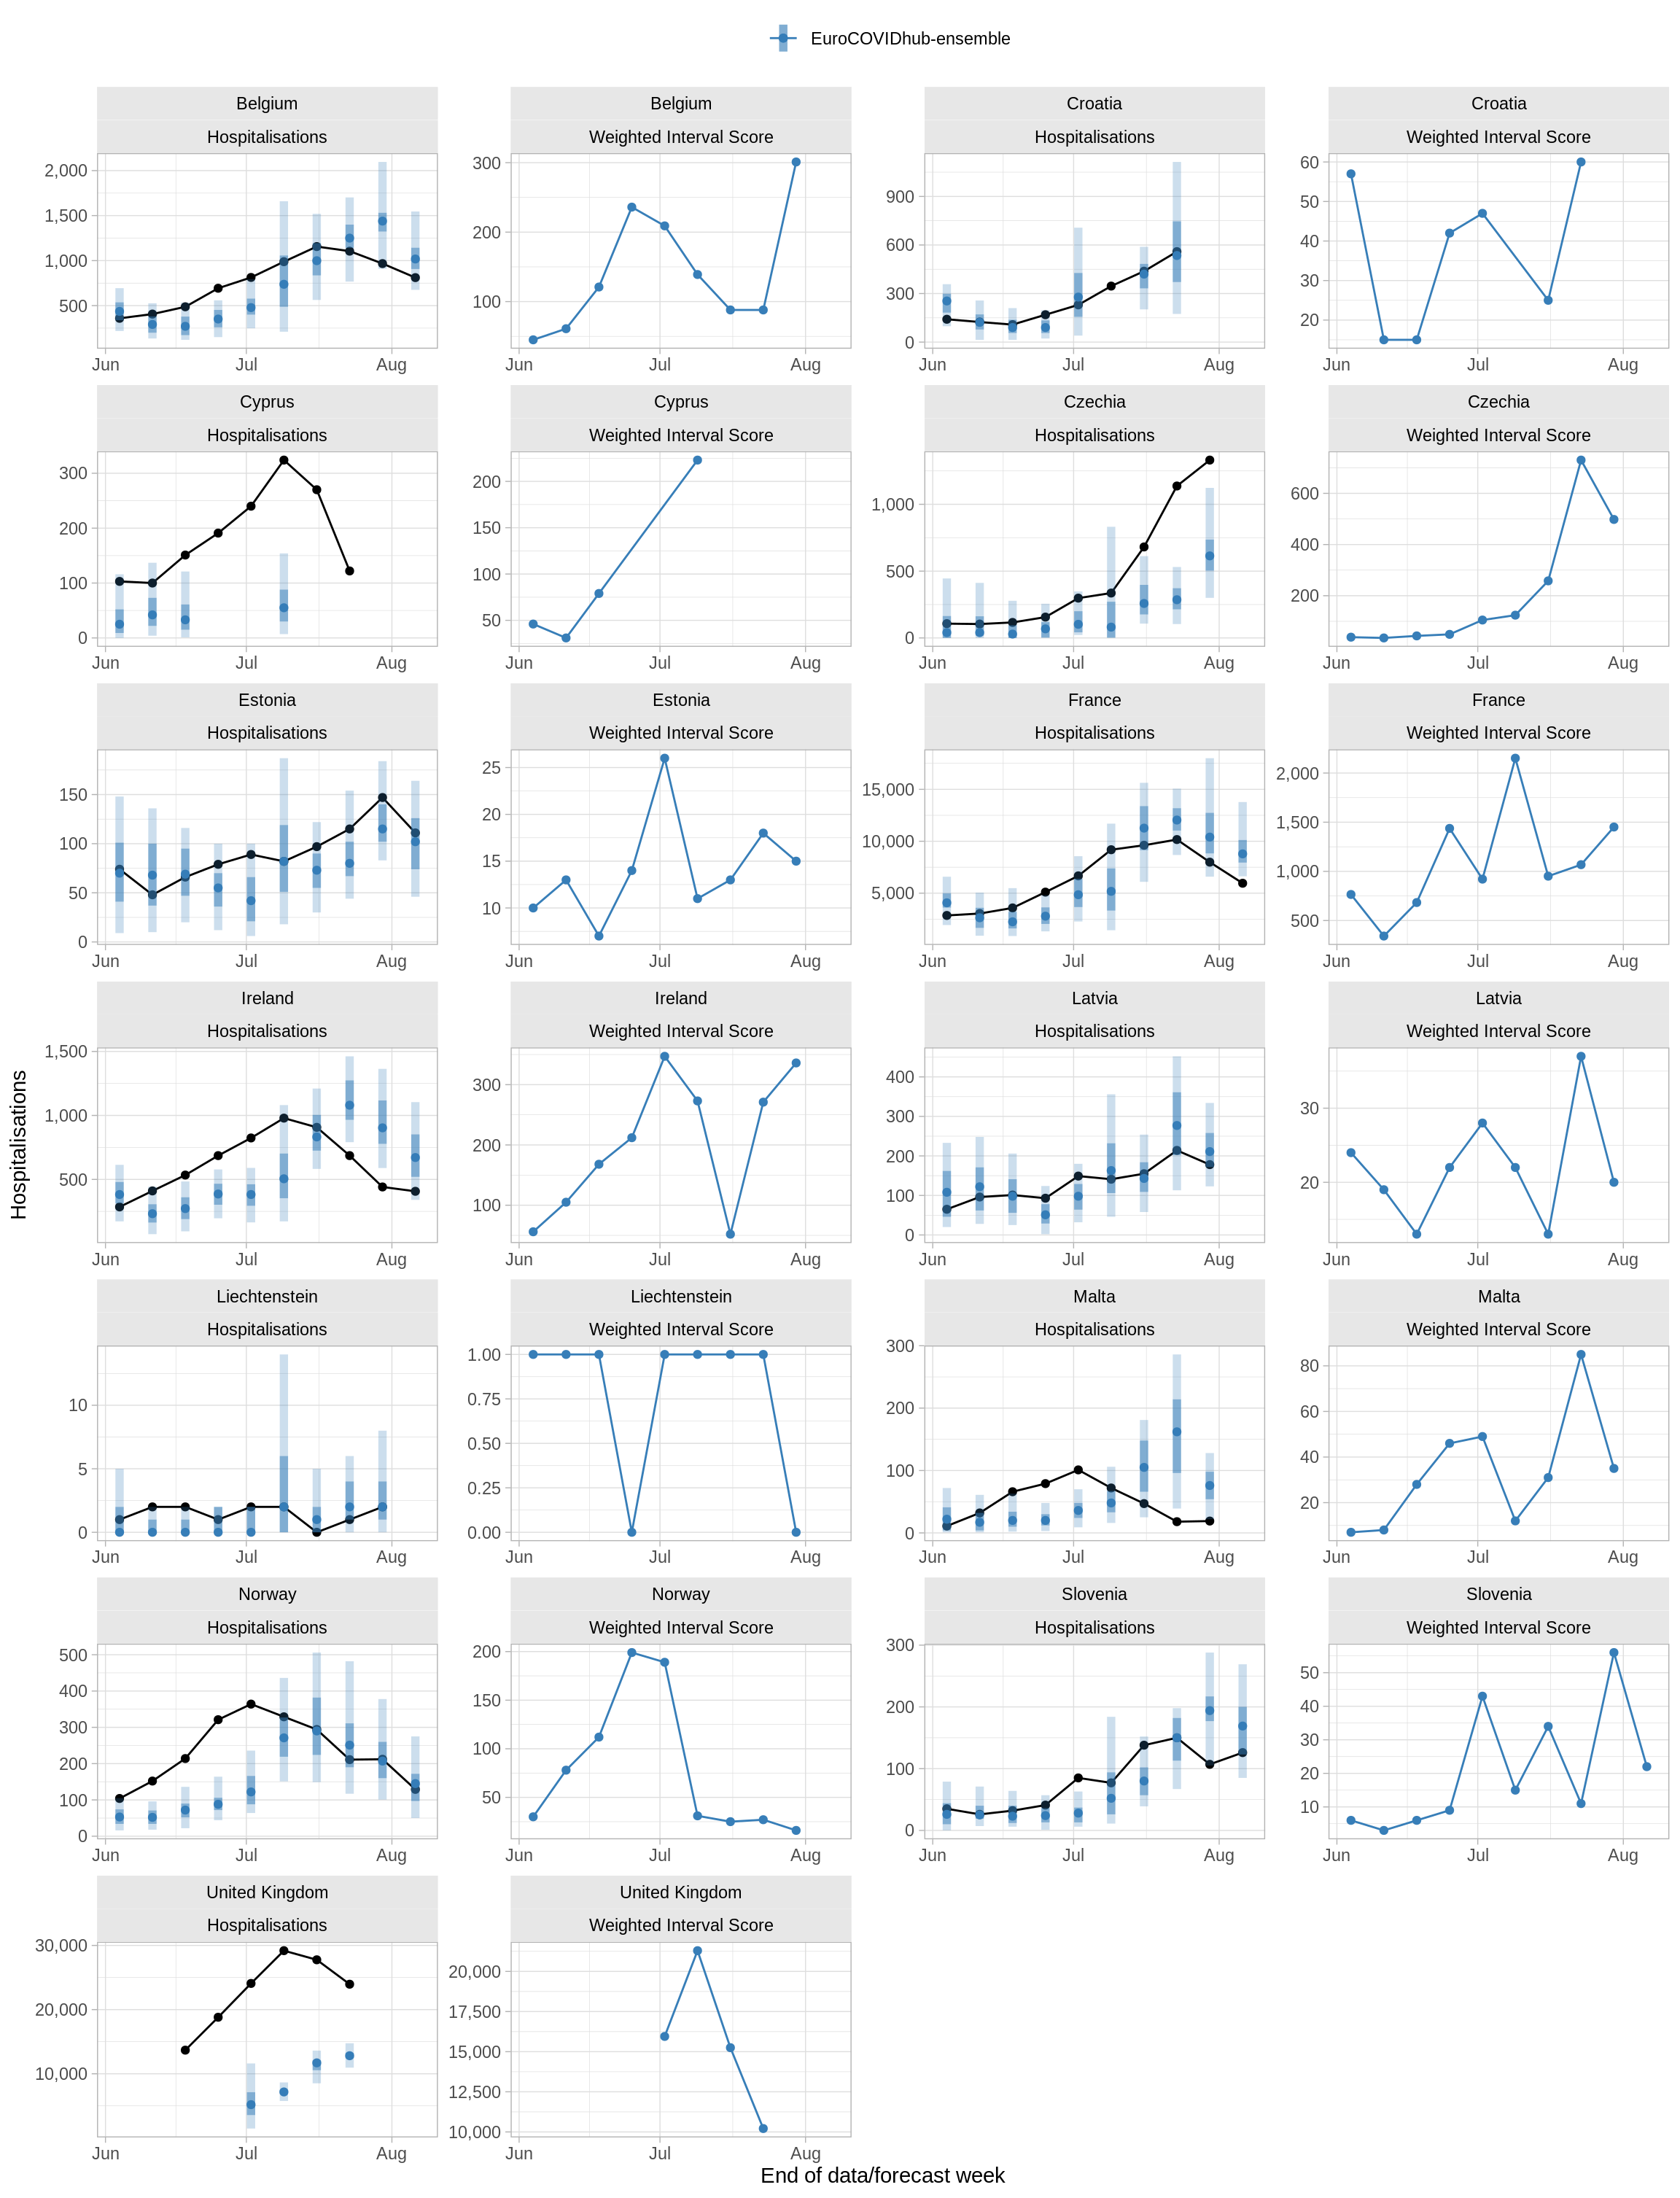 EuroCOVIDhub-ensemble
Belgium Belgium Croatia Croatia
Hospitalisations Weighted Interval Score Hospitalisations Weighted Interval Score
2,000 1,500 1,000 500 300 200 100 900 600 300 0 60 50 40 30 20
Jun Jul Aug Jun Jul Aug Jun Jul Aug Jun Jul Aug
Cyprus Cyprus Czechia Czechia
Hospitalisations Weighted Interval Score Hospitalisations Weighted Interval Score
300 200 100 0 200 150 100 50 1,000 500 0 600 400 200
Jun Jul Aug Jun Jul Aug Jun Jul Aug Jun Jul Aug
Estonia Estonia France France
Hospitalisations Weighted Interval Score Hospitalisations Weighted Interval Score
150 100 50 0 25 20 15 10 15,000 10,000 5,000 2,000 1,500 1,000 500
Jun Jul Aug Jun Jul Aug Jun Jul Aug Jun Jul Aug
Ireland Ireland Latvia Latvia
Hospitalisations Weighted Interval Score Hospitalisations Weighted Interval Score
1,500 1,000 500 300 200 100 400 300 200 100 0 30 20
Jun Jul Aug Jun Jul Aug Jun Jul Aug Jun Jul Aug
Hospitalisations
Liechtenstein Liechtenstein Malta Malta
Hospitalisations Weighted Interval Score Hospitalisations Weighted Interval Score
10 5 0 1.00 0.75 0.50 0.25 0.00 300 200 100 0 80 60 40 20
Jun Jul Aug Jun Jul Aug Jun Jul Aug Jun Jul Aug
Norway Norway Slovenia Slovenia
Hospitalisations Weighted Interval Score Hospitalisations Weighted Interval Score
500 400 300 200 100 0 200 150 100 50 300 200 100 0 50 40 30 20 10
Jun Jul Aug Jun Jul Aug Jun Jul Aug Jun Jul Aug
United Kingdom United Kingdom
Hospitalisations Weighted Interval Score
30,000 20,000 10,000 20,000 17,500 15,000 12,500 10,000
Jun Jul Aug Jun Jul Aug
End of data/forecast week